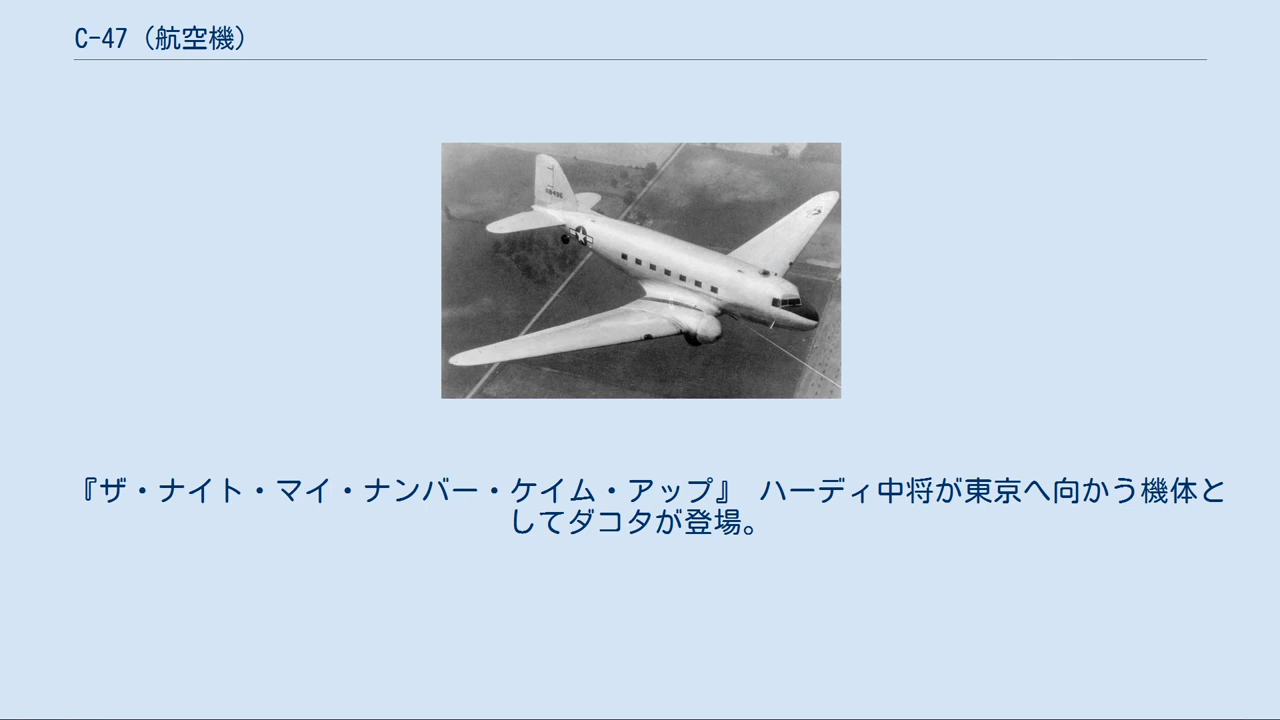 C-47（航空機）
『ザ・ナイト・マイ・ナンバー・ケイム・アップ』　ハーディ中将が東京へ向かう機体と
してダコタが登場。